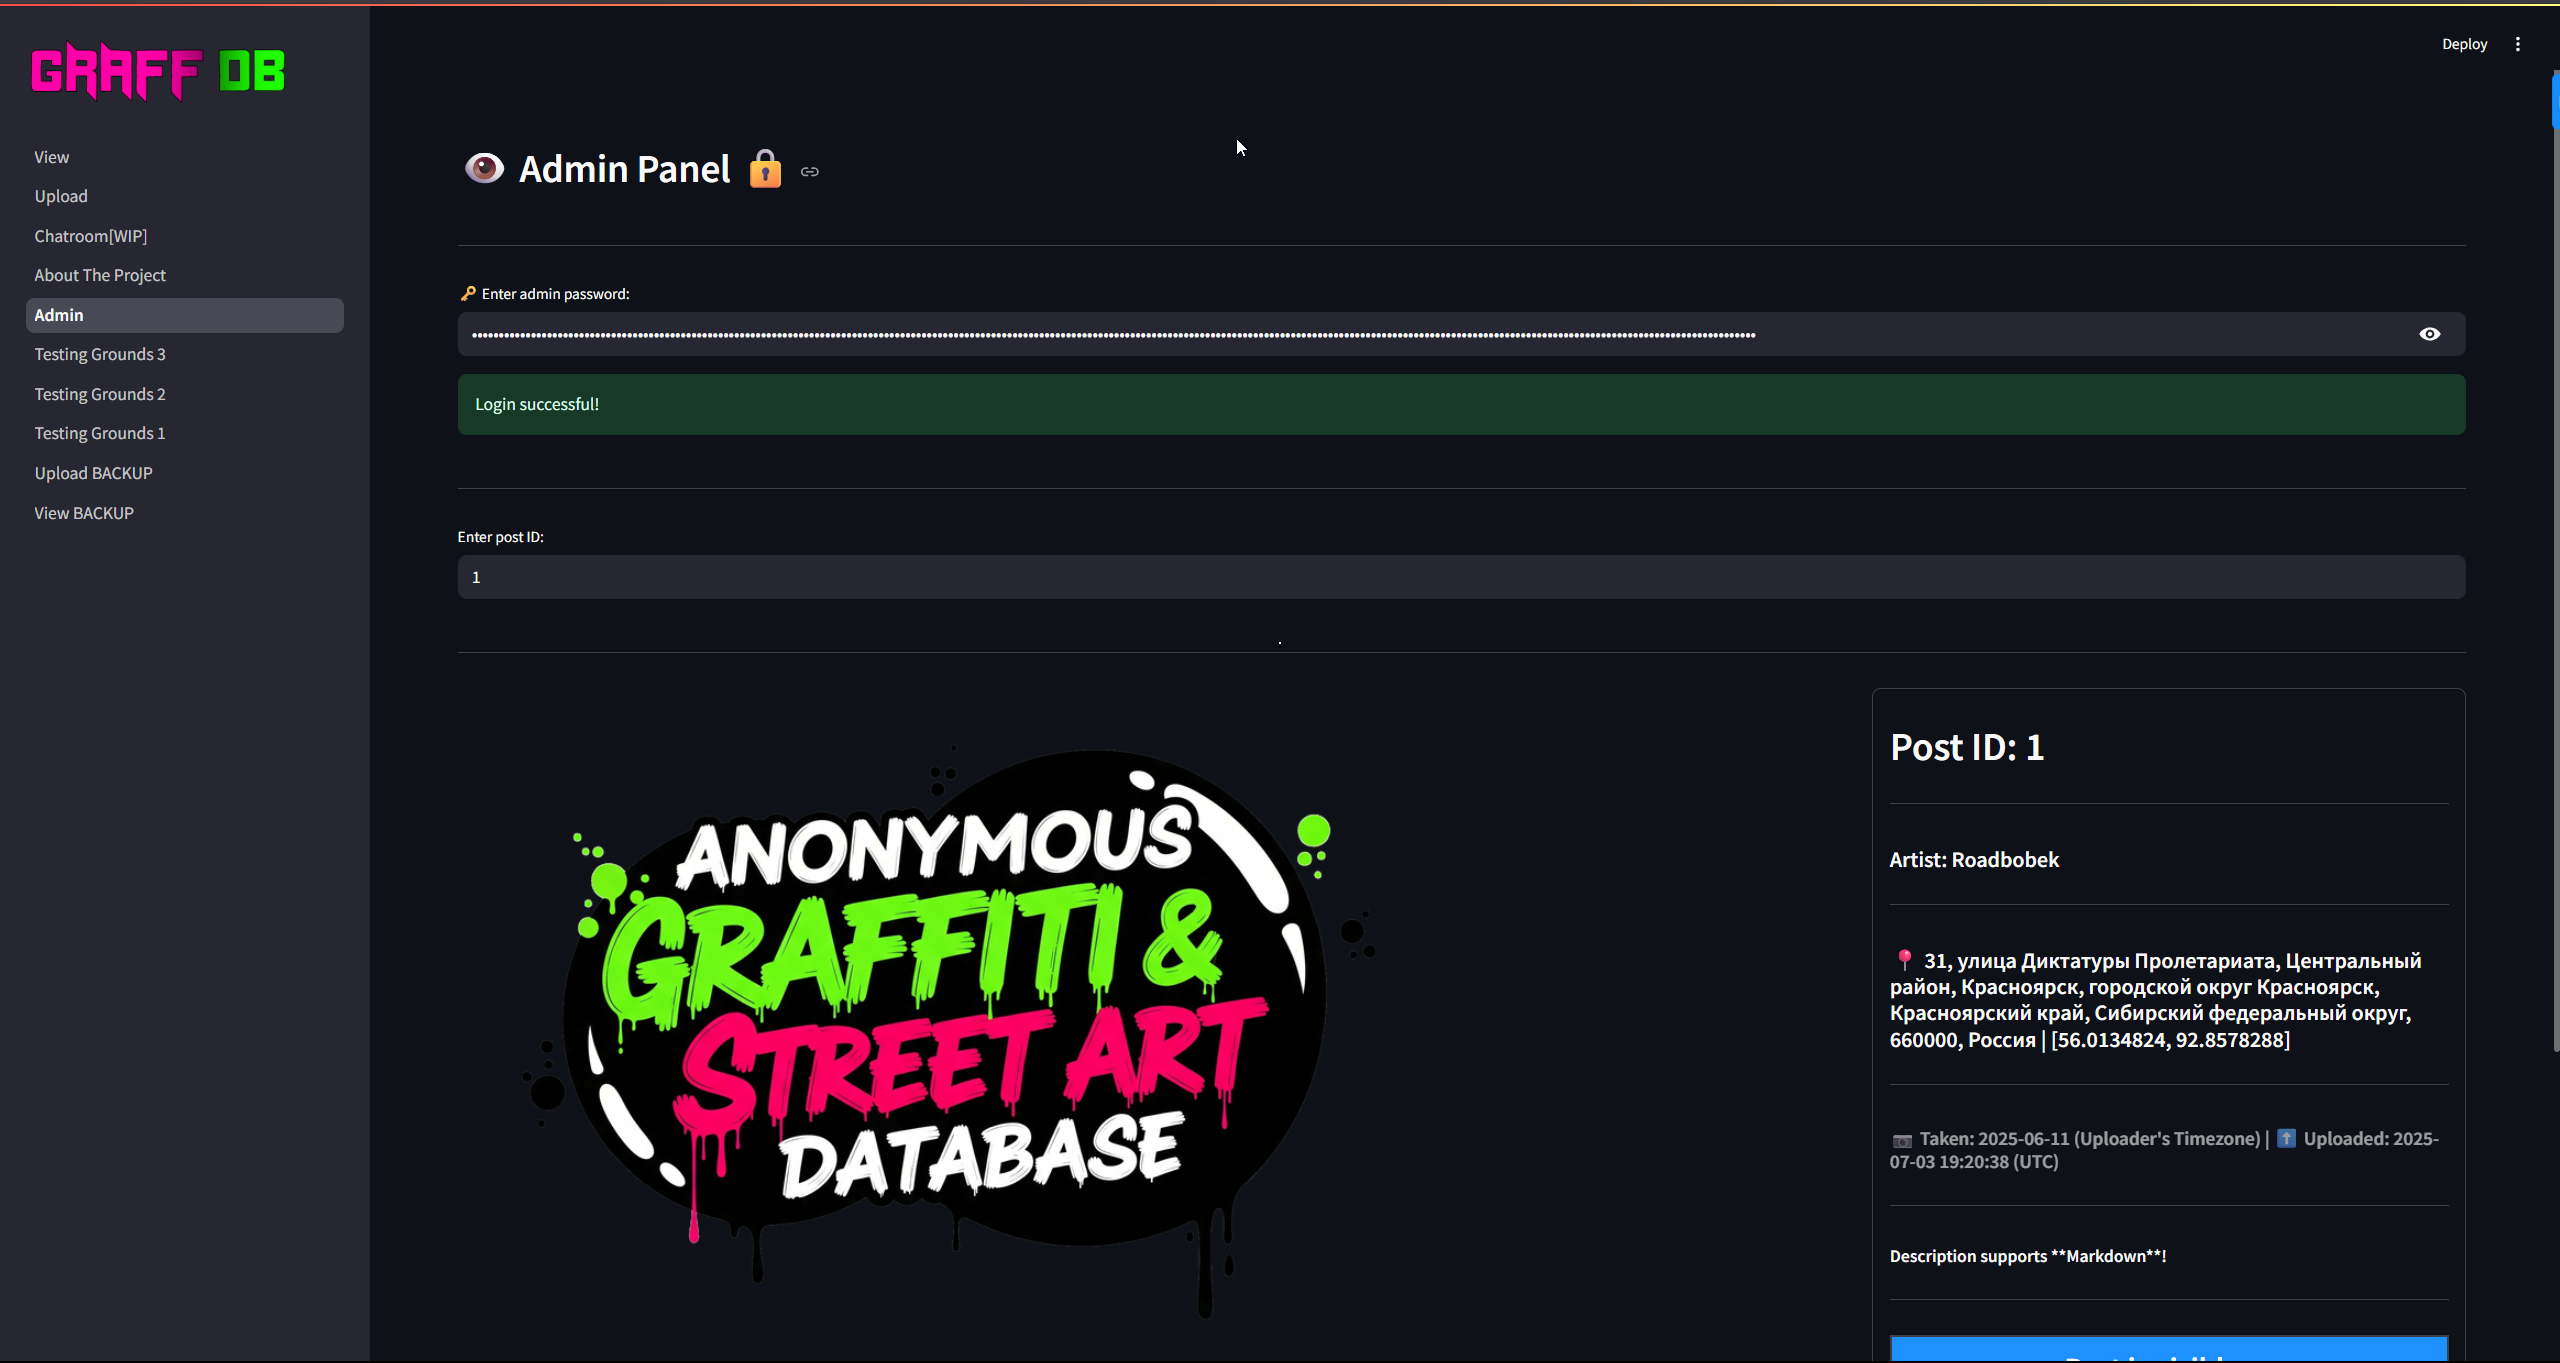 GRAFF DB
Deploy
View
Upload
Chatroom[WIP]
About The Project
Admin
Testing Grounds 3
Testing Grounds 2
Testing Grounds 1
Upload BACKUP
View BACKUP
Admin Panel
Enter admin password:
Login successful!
Enter post ID:
1
ANONYMOUS
GRAFFITI &
STREET ART
DATABASE
Post ID: 1
Artist: Roadbobek
31, улица Диктатуры Пролетариата, Центральный
район, Красноярск, городской округ Красноярск,
Красноярский край, Сибирский федеральный округ,
660000, Россия | [56.0134824, 92.8578288]
Taken: 2025-06-11 (Uploader's Timezone) | Uploaded: 2025-
07-03 19:20:38 (UTC)
Description supports **Markdown**!